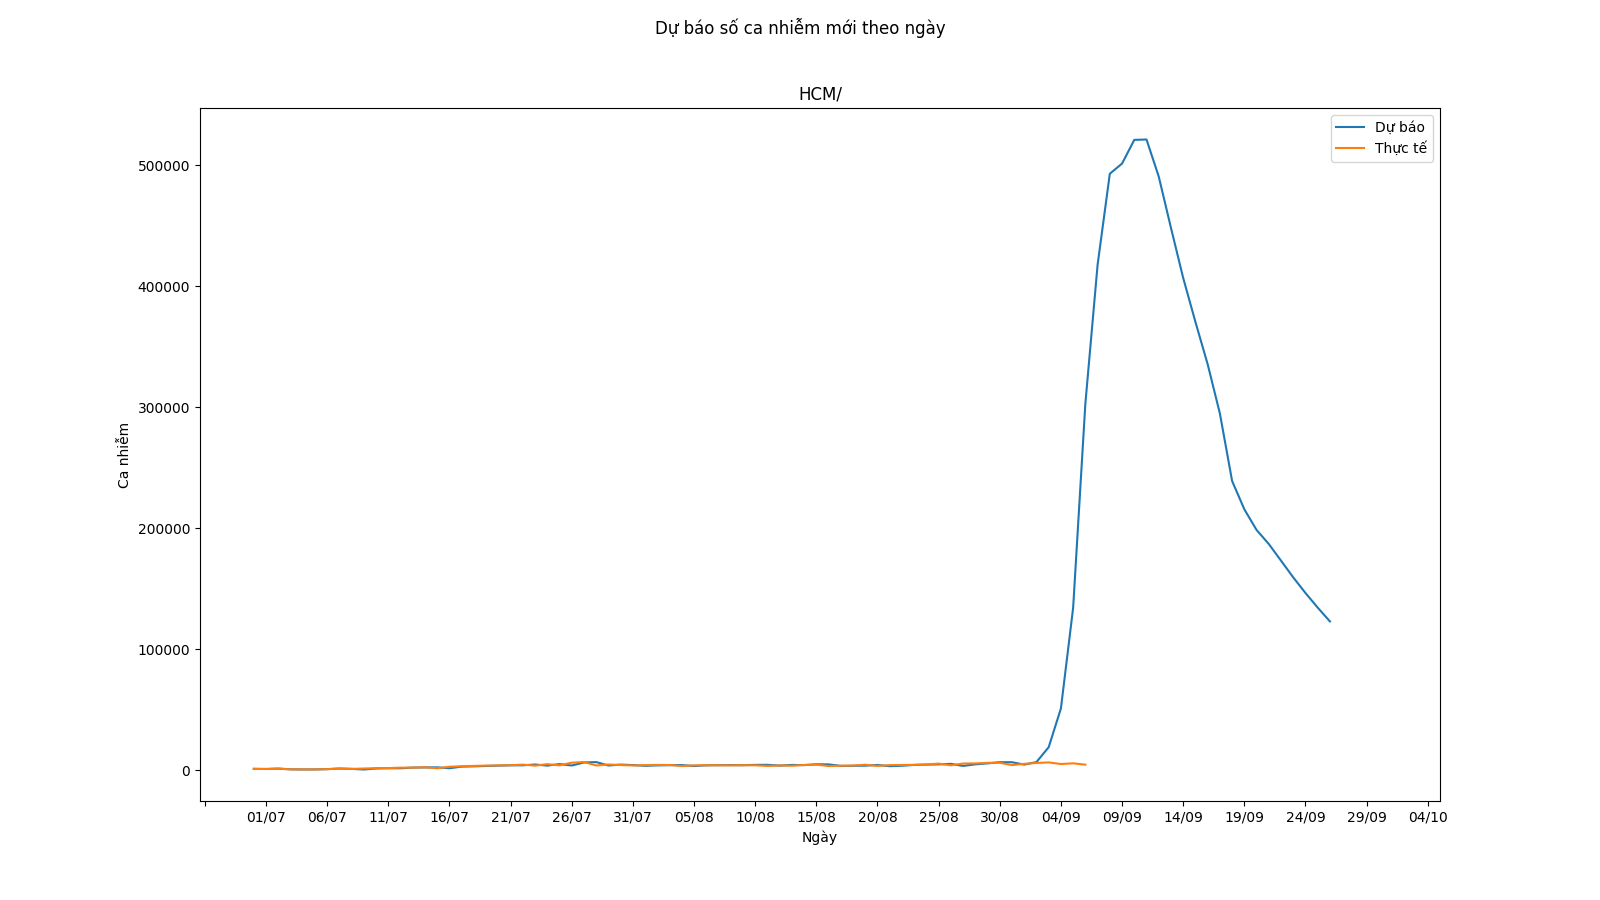 Dự báo số ca nhiễm mới theo ngày
HCM/
Dự báo
Thực tế
500000
400000
300000
200000
100000
0
Ca nhiễm
01/07 06/07 11/07 16/07 21/07 26/07 31/07 05/08 10/08 15/08 20/08 25/08 30/08 04/09 09/09 14/09 19/09 24/09 29/09 04/10
Ngày